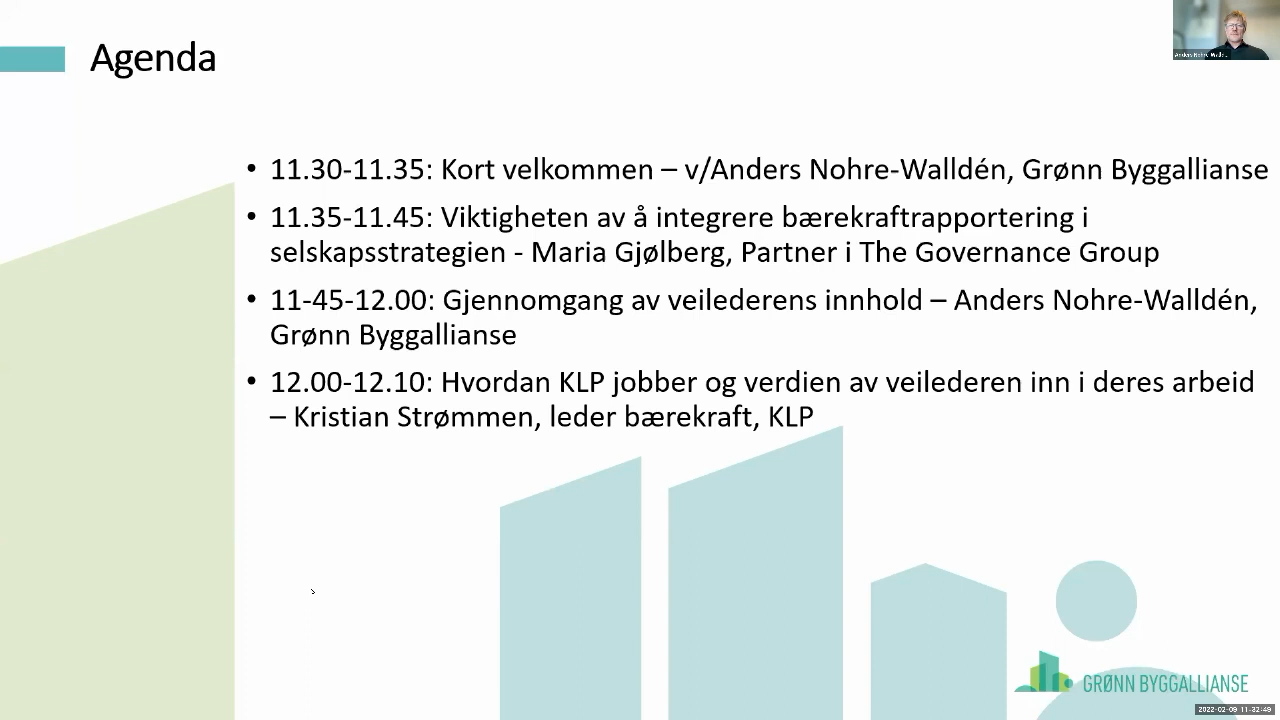 Agenda
• 11.30-11.35: Kort velkommen – v/Anders Nohre-Walldén, Grønn Byggallianse
• 11.35-11.45: Viktigheten av å integrere bærekraftrapportering i
selskapsstrategien - Maria Gjølberg, Partner i The Governance Group
• 11-45-12.00: Gjennomgang av veilederens innhold – Anders Nohre-Walldén,
Grønn Byggallianse
• 12.00-12.10: Hvordan KLP jobber og verdien av veilederen inn i deres arbeid
– Kristian Strømmen, leder bærekraft, KLP
Anders Nohre-Walld...
GRØNN BYGGALLIANSE
2022-02-09 11:32:49